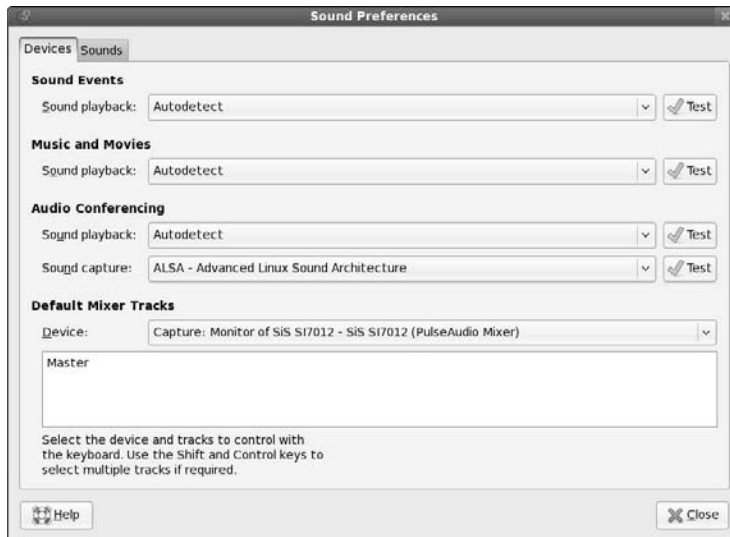 Sound Preferences
Devices Sounds
Sound Events
Sound playback: Autodetect Test
Music and Movies
Sound playback: Autodetect Test
Audio Conferencing
Sound playback: Autodetect Test
Sound capture: ALSA - Advanced Linux Sound Architecture Test
Default Mixer Tracks
Device: Capture: Monitor of SiS SI7012 - SiS SI7012 (PulseAudio Mixer)
Master
Select the device and tracks to control with
the keyboard. Use the Shift and Control keys to
select multiple tracks if required.
Help Close